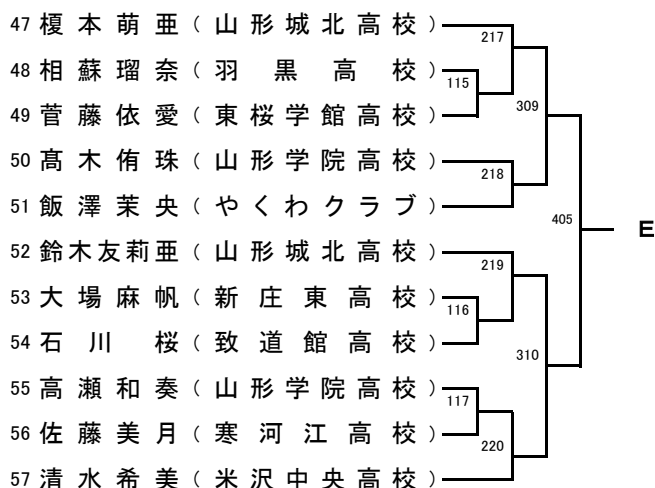 47 榎本萌亜 ( 山形城北高校 )
217
48 相蘇瑠奈 ( 羽黒高校 )
115
49 菅藤依愛 ( 東桜学館高校 )
309
50 髙木侑珠 ( 山形学院高校 )
218
51 飯澤茉央 ( やくわクラブ )
405
E
52 鈴木友莉亜 ( 山形城北高校 )
219
53 大場麻帆 ( 新庄東高校 )
116
54 石川桜 ( 致道館高校 )
310
55 高瀬和奏 ( 山形学院高校 )
117
56 佐藤美月 ( 寒河江高校 )
220
57 清水希美 ( 米沢中央高校 )